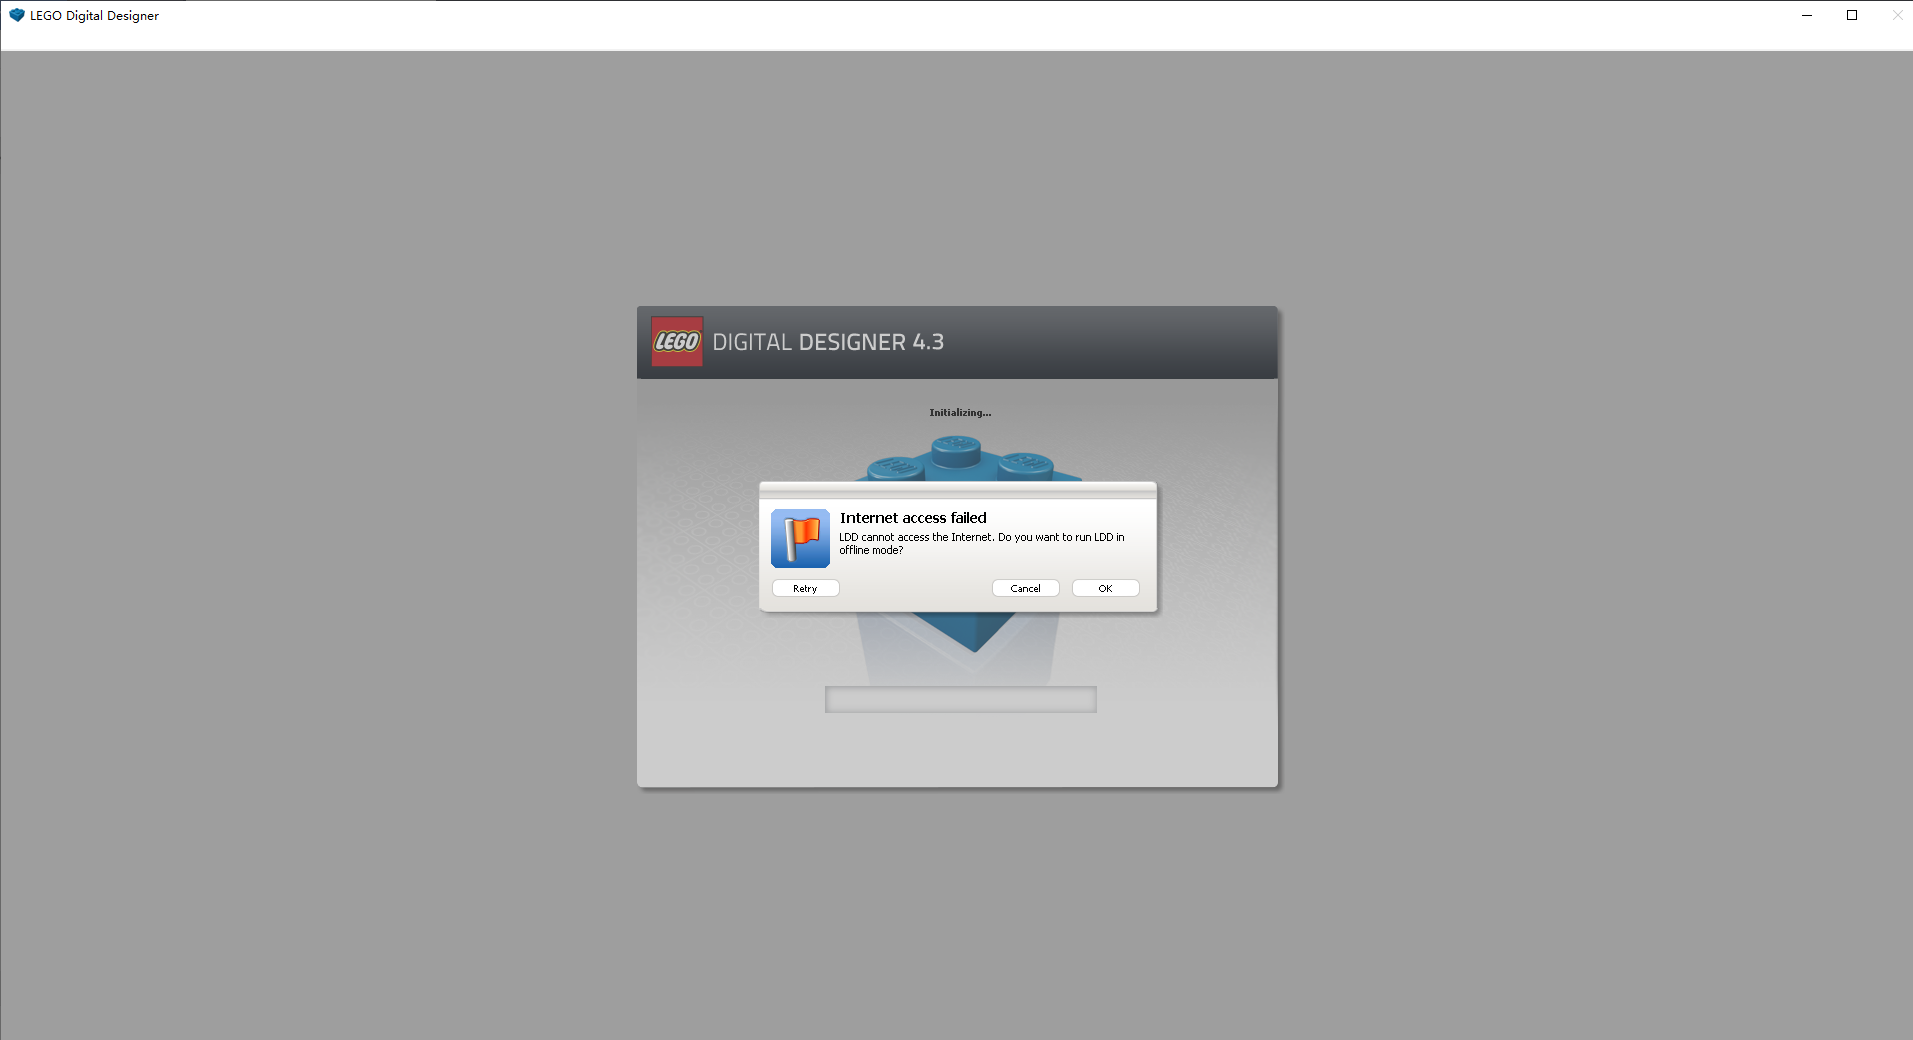 LEGO Digital Designer
LEGO DIGITAL DESIGNER 4.3
Initializing...
Internet access failed
LDD cannot access the Internet. Do you want to run LDD in
offline mode?
Retry Cancel OK